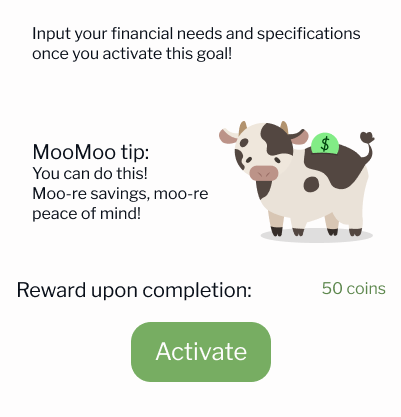 Input your financial needs and specifications
once you activate this goal!
MooMoo tip:
You can do this!
Moo-re savings, moo-re
peace of mind!
$
Reward upon completion:
50 coins
Activate